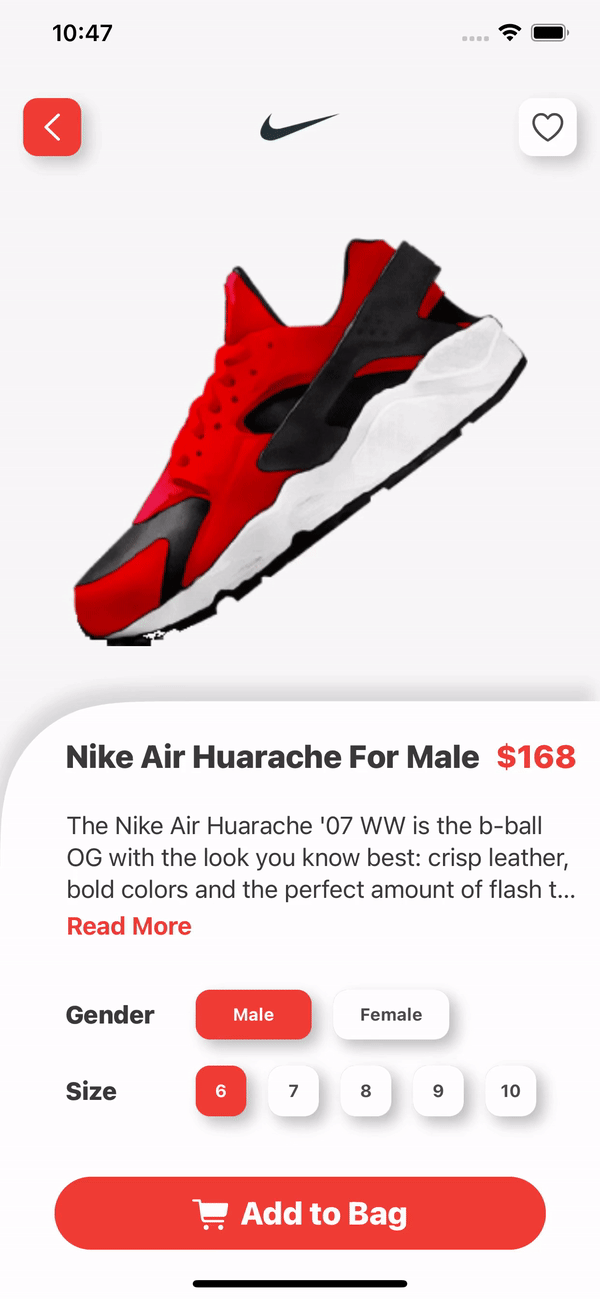 10:47
Nike Air Huarache For Male $168
The Nike Air Huarache '07 WW is the b-ball
OG with the look you know best: crisp leather,
bold colors and the perfect amount of flash t...
Read More
Gender Male Female
Size 6 7 8 9 10
Add to Bag